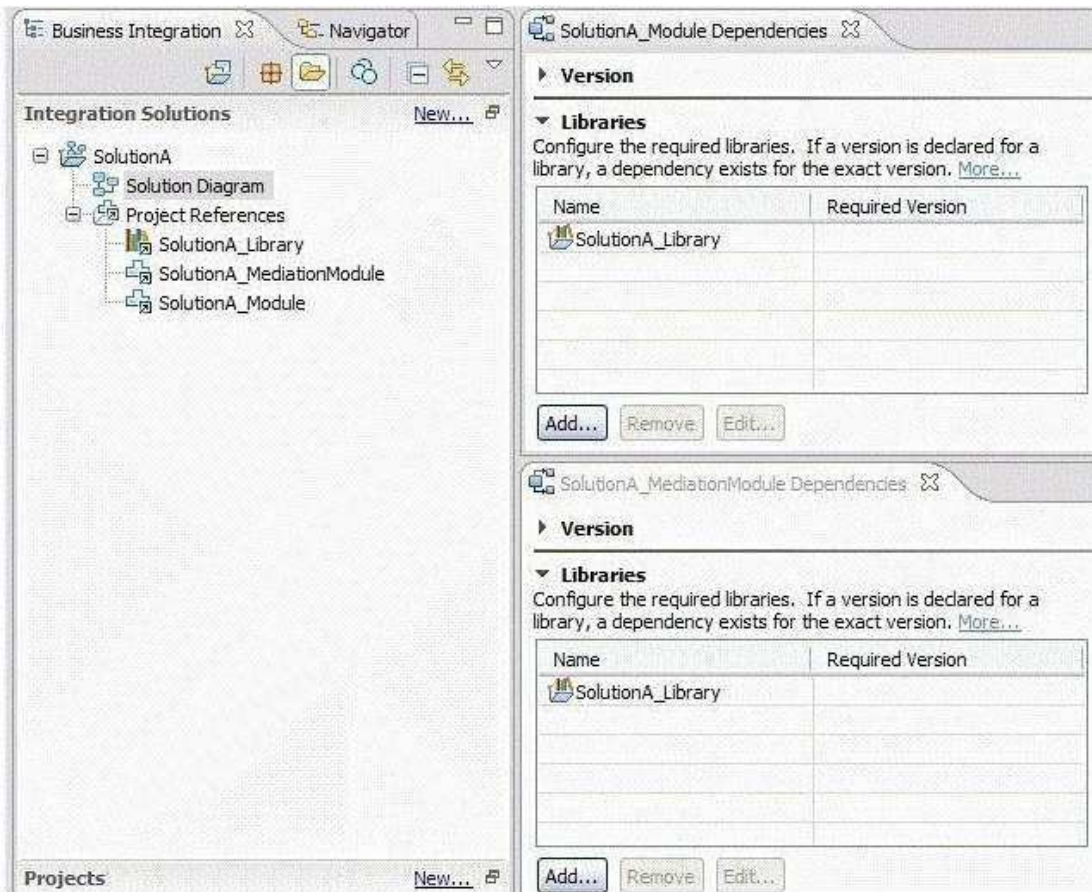 Business Integration
Navigator
Integration Solutions New...
SolutionA
Solution Diagram
Project References
SolutionA_Library
SolutionA_MediationModule
SolutionA_Module
Projects New...
SolutionA_Module Dependencies
Version
Libraries
Configure the required libraries. If a version is declared for a
library, a dependency exists for the exact version. More...
Name Required Version
SolutionA_Library
Add... Remove Edit...
SolutionA_MediationModule Dependencies
Version
Libraries
Configure the required libraries. If a version is declared for a
library, a dependency exists for the exact version. More...
Name Required Version
SolutionA_Library
Add... Remove Edit...